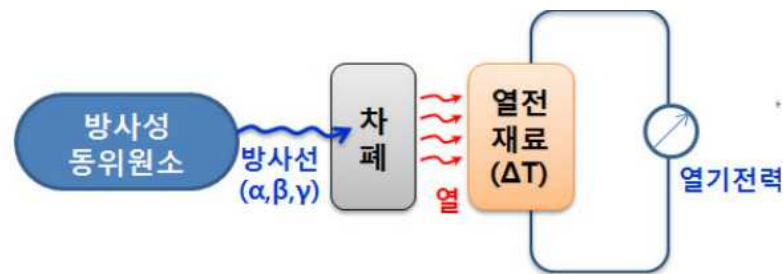 방사성
동위원소
방사선
(α,β,γ)
차
폐
열
열전
재료
(ΔT)
열기전력